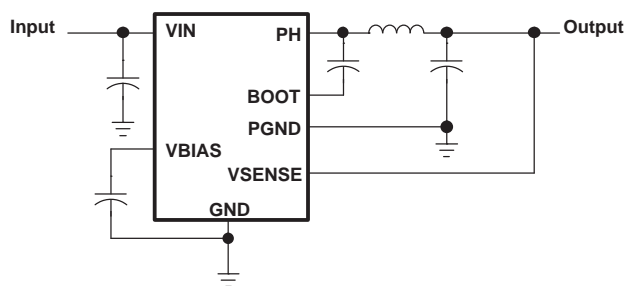 Input
VIN
PH
Output
BOOT
PGND
VBIAS
VSENSE
GND